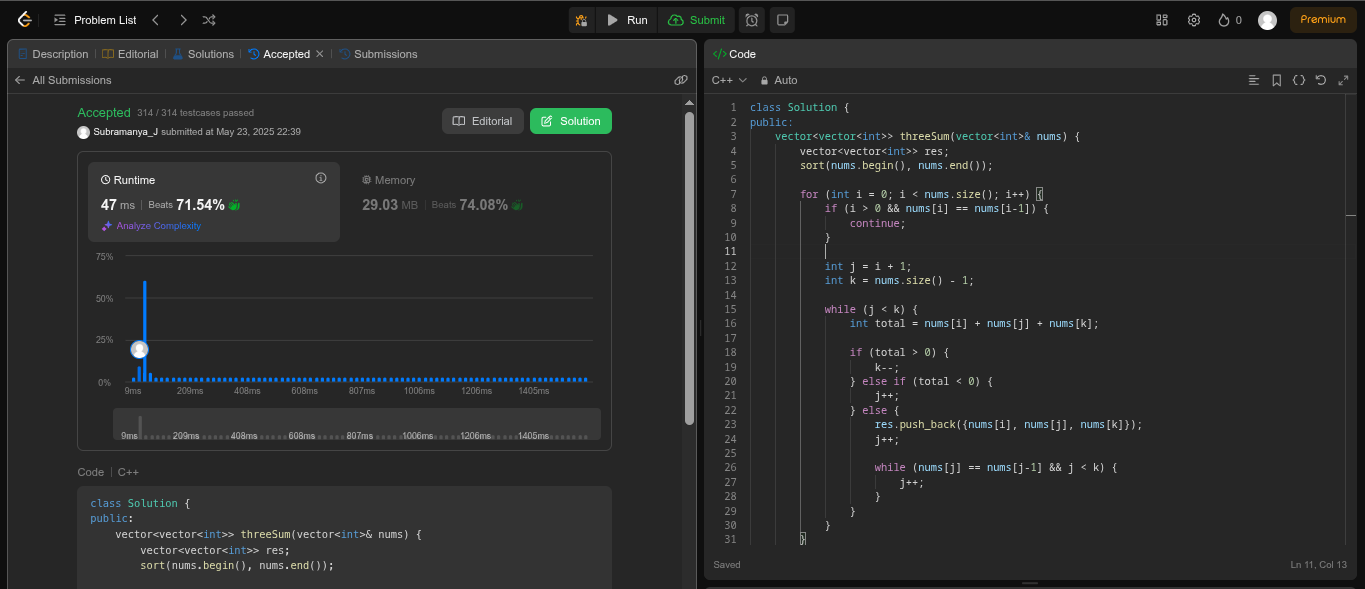 Problem List
Run
Submit
0
Premium
Description
Editorial
Solutions
Accepted
Submissions
All Submissions
Accepted 314 / 314 testcases passed
Subramanya_J submitted at May 23, 2025 22:39
Editorial
Solution
Runtime
47 ms | Beats 71.54%
Analyze Complexity
Memory
29.03 MB | Beats 74.08%
75%
50%
25%
0%
9ms 209ms 408ms 608ms 807ms 1006ms 1206ms 1405ms
9ms 209ms 408ms 608ms 807ms 1006ms 1206ms 1405ms
Code | C++
class Solution {
public:
    vector<vector<int>> threeSum(vector<int>& nums) {
        vector<vector<int>> res;
        sort(nums.begin(), nums.end());
</> Code
C++
Auto
1 class Solution {
2 public:
3     vector<vector<int>> threeSum(vector<int>& nums) {
4         vector<vector<int>> res;
5         sort(nums.begin(), nums.end());
6
7         for (int i = 0; i < nums.size(); i++) {
8             if (i > 0 && nums[i] == nums[i-1]) {
9                 continue;
10             }
11
12             int j = i + 1;
13             int k = nums.size() - 1;
14
15             while (j < k) {
16                 int total = nums[i] + nums[j] + nums[k];
17
18                 if (total > 0) {
19                     k--;
20                 } else if (total < 0) {
21                     j++;
22                 } else {
23                     res.push_back({nums[i], nums[j], nums[k]});
24                     j++;
25
26                     while (nums[j] == nums[j-1] && j < k) {
27                         j++;
28                     }
29                 }
30             }
31         }
Saved
Ln 11, Col 13